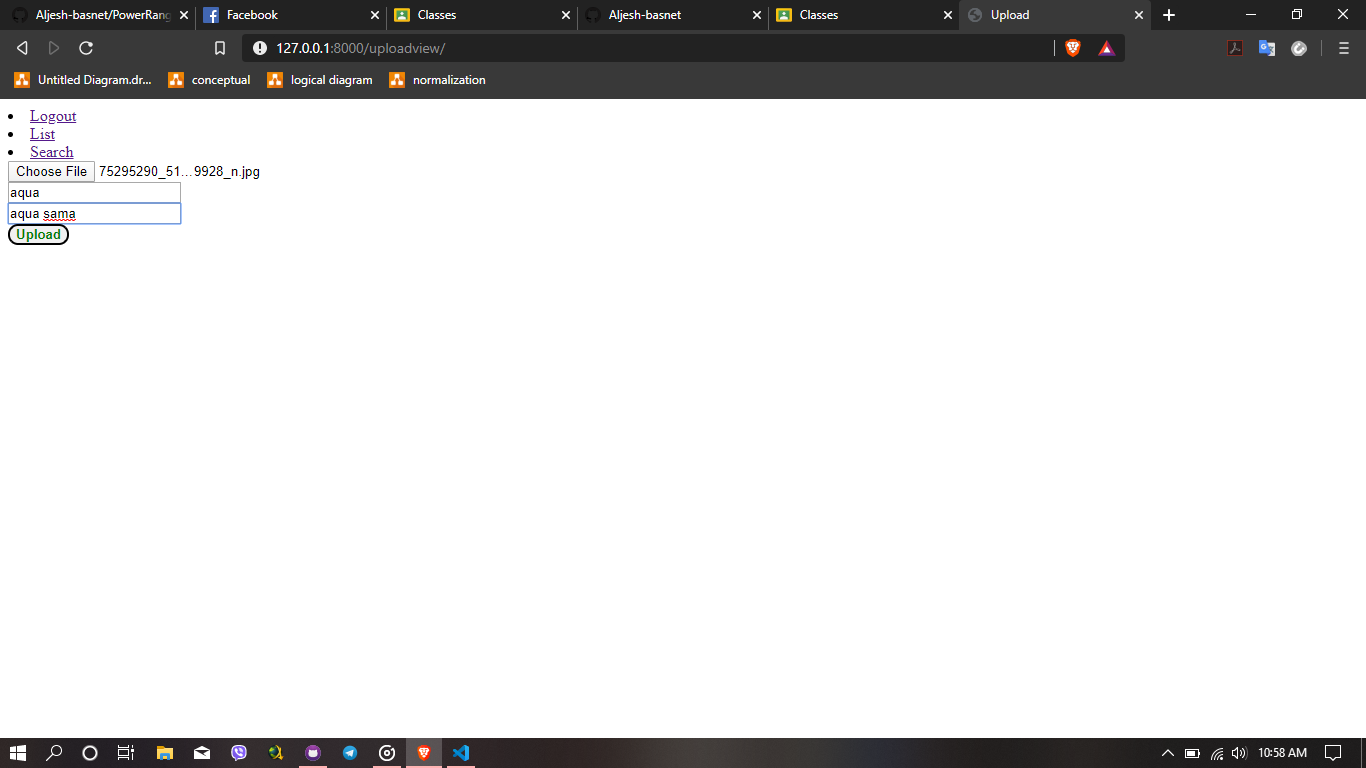 Aljesh-basnet/PowerRang
Facebook
Classes
Aljesh-basnet
Classes
Upload
127.0.0.1:8000/uploadview/
Untitled Diagram.dr...
conceptual
logical diagram
normalization
Logout
List
Search
Choose File 75295290_51...9928_n.jpg
aqua
aqua sama
Upload
10:58 AM